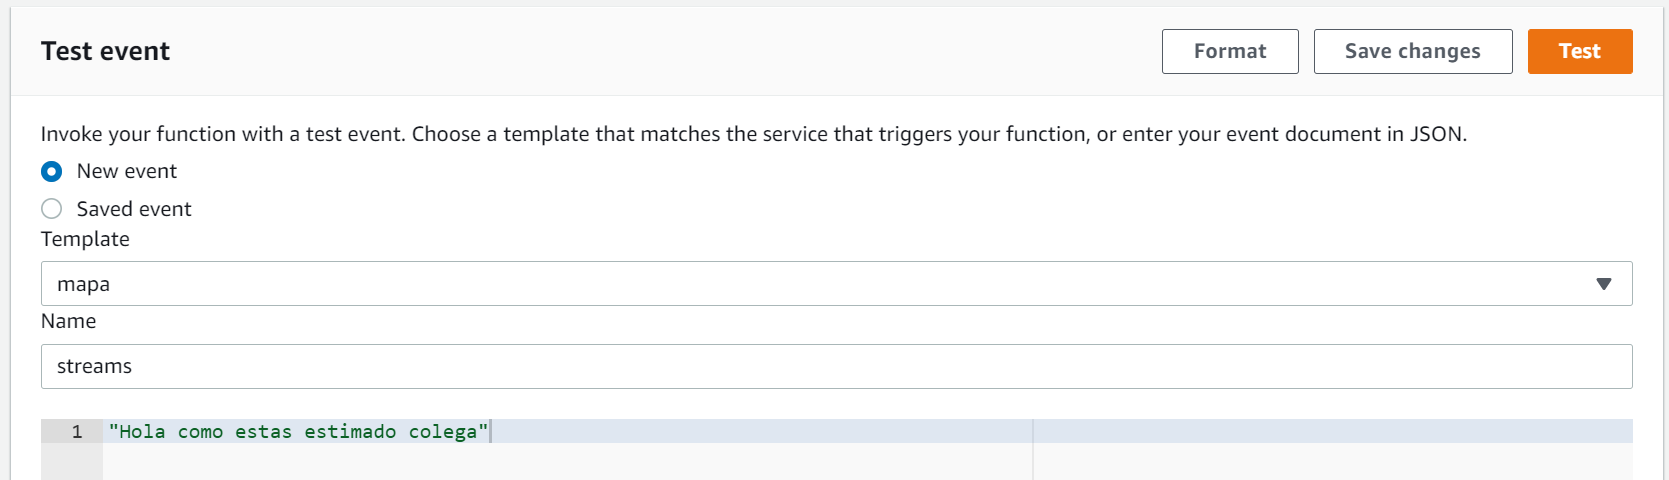 Test event
Format
Save changes
Test
Invoke your function with a test event. Choose a template that matches the service that triggers your function, or enter your event document in JSON.
New event
Saved event
Template
mapa
Name
streams
1 "Hola como estas estimado colega"